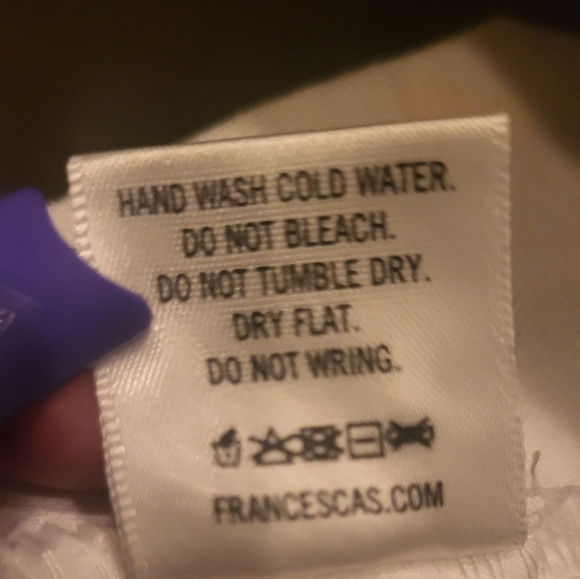 HAND WASH COLD WATER.
DO NOT BLEACH.
DO NOT TUMBLE DRY.
DRY FLAT.
DO NOT WRING.
FRANCESCAS.COM